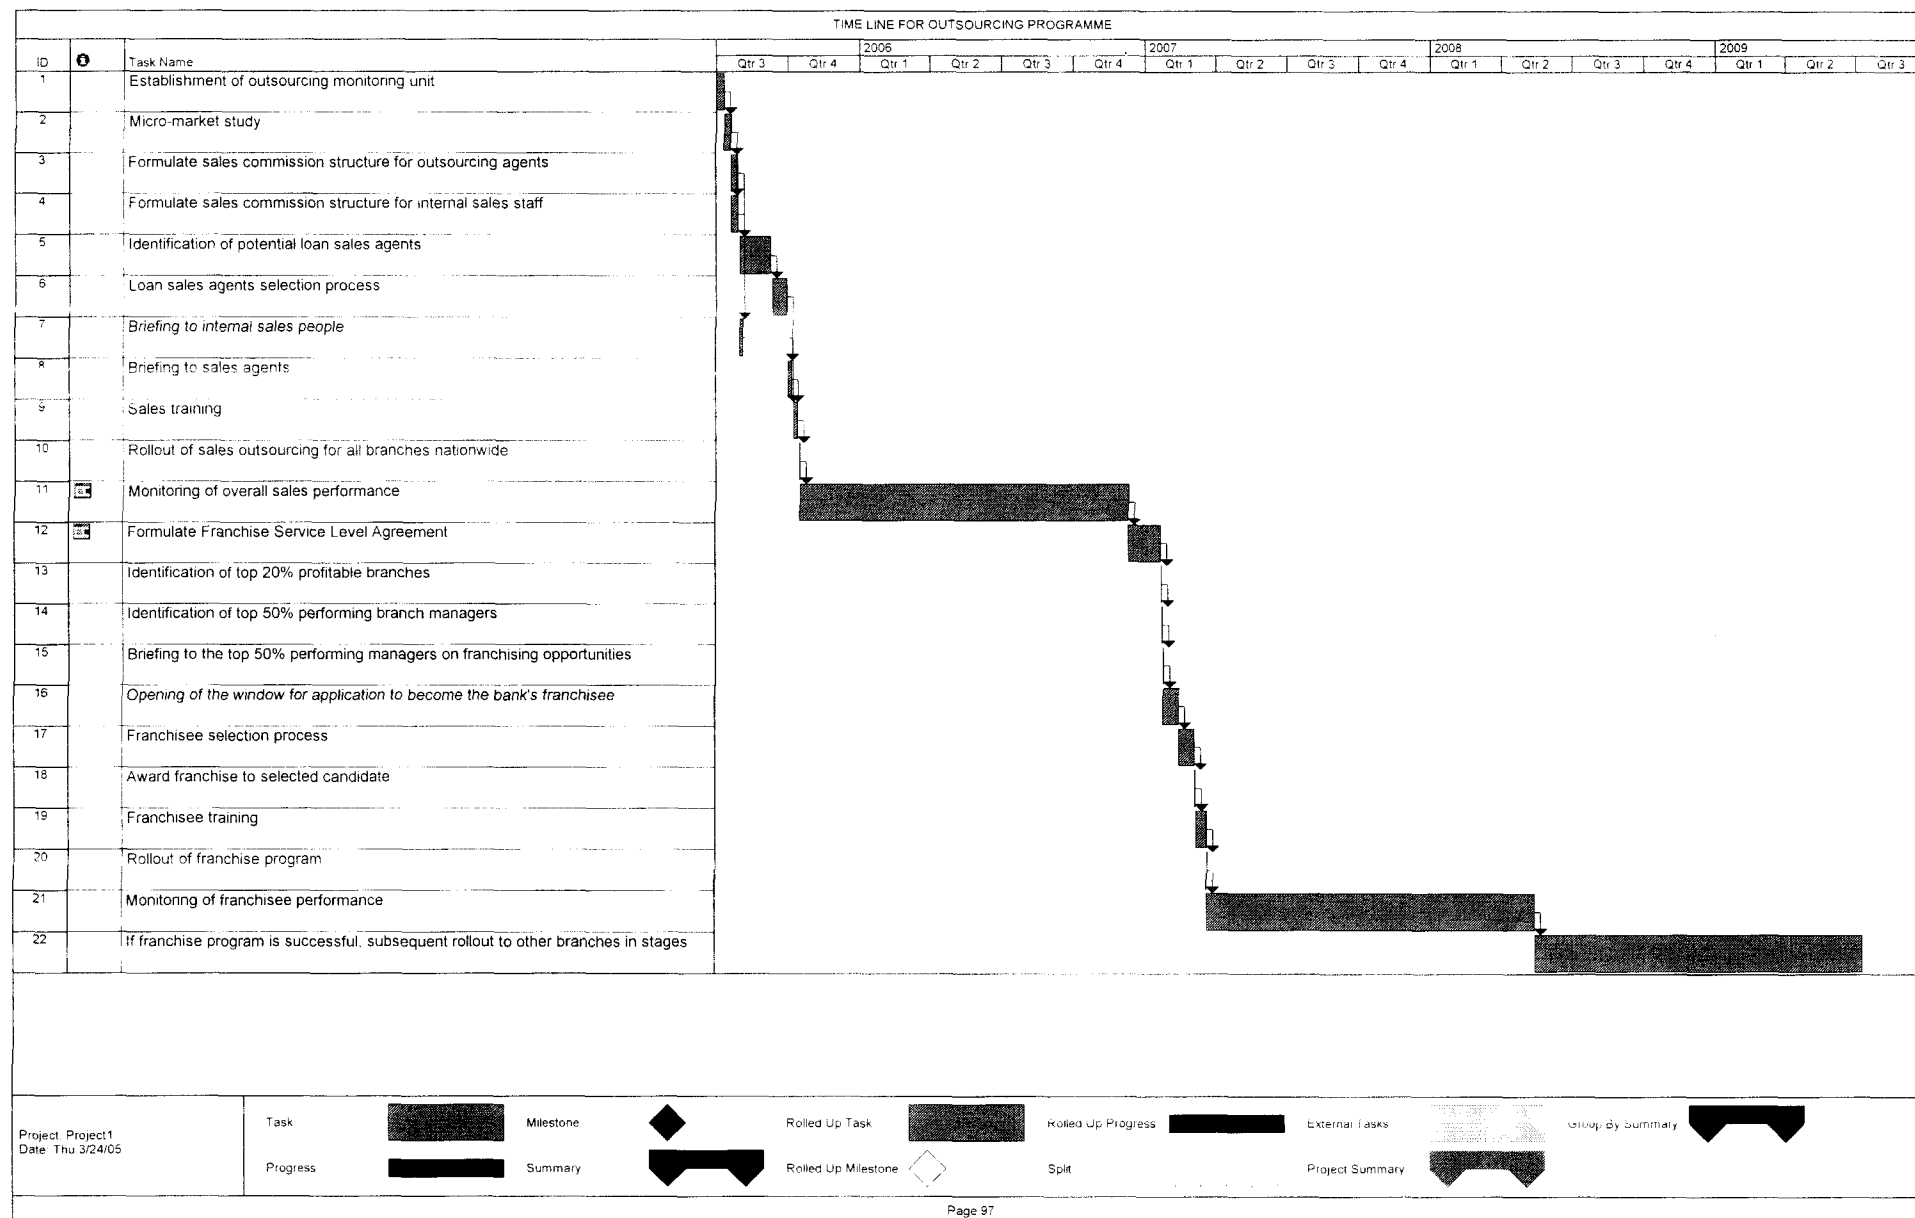 TIME LINE FOR OUTSOURCING PROGRAMME
2006 2007 2008 2009
ID Task Name Qtr 3 Qtr 4 Qtr 1 Qtr 2 Qtr 3 Qtr 4 Qtr 1 Qtr 2 Qtr 3 Qtr 4 Qtr 1 Qtr 2 Qtr 3 Qtr 4 Qtr 1 Qtr 2 Qtr 3
1 Establishment of outsourcing monitoring unit
2 Micro-market study
3 Formulate sales commission structure for outsourcing agents
4 Formulate sales commission structure for internal sales staff
5 Identification of potential loan sales agents
6 Loan sales agents selection process
7 Briefing to internal sales people
8 Briefing to sales agents
9 Sales training
10 Rollout of sales outsourcing for all branches nationwide
11 Monitoring of overall sales performance
12 Formulate Franchise Service Level Agreement
13 Identification of top 20% profitable branches
14 Identification of top 50% performing branch managers
15 Briefing to the top 50% performing managers on franchising opportunities
16 Opening of the window for application to become the bank's franchisee
17 Franchisee selection process
18 Award franchise to selected candidate
19 Franchisee training
20 Rollout of franchise program
21 Monitoring of franchisee performance
22 If franchise program is successful, subsequent rollout to other branches in stages
Task Milestone Rolled Up Task Rolled Up Progress External Tasks Group By Summary
Project: Project1
Date: Thu 3/24/05
Progress Summary Rolled Up Milestone Split Project Summary
Page 97